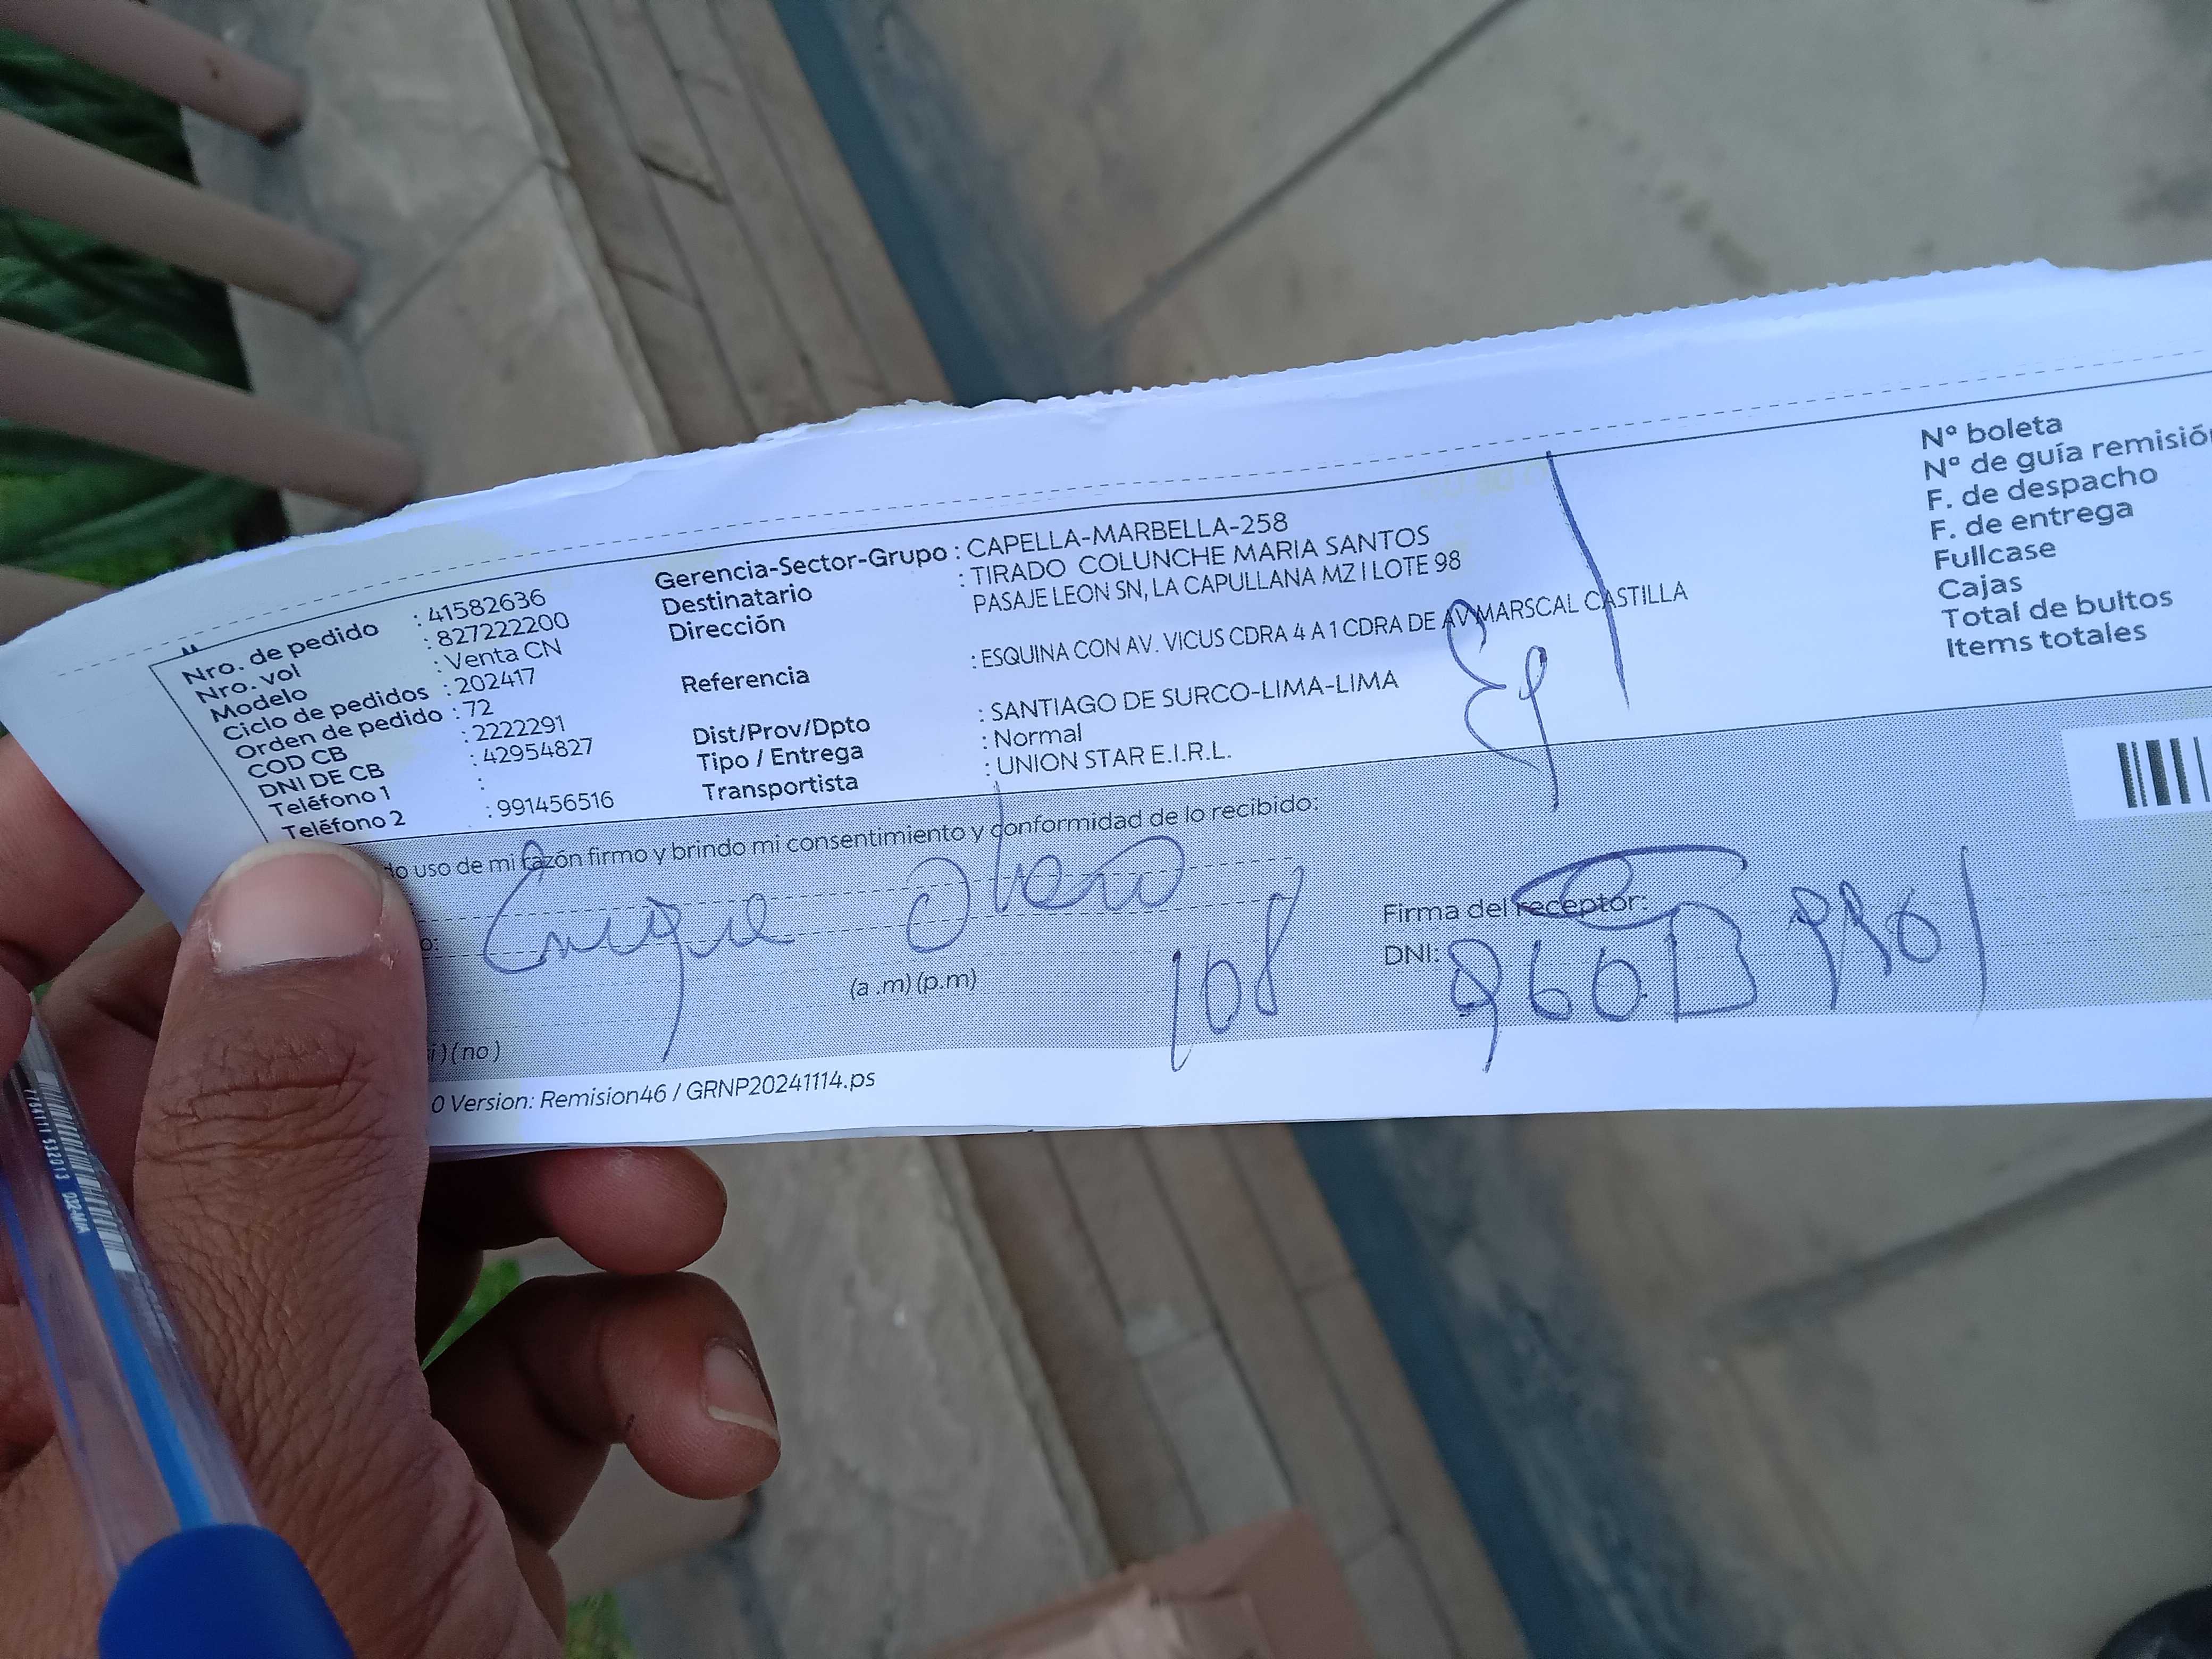 Nro. de pedido : 41582636
Nro. vol : 827222200
Modelo : Venta CN
Ciclo de pedidos : 202417
Orden de pedido : 72
COD CB : 2222291
DNI DE CB : 42954827
Teléfono 1 :
Teléfono 2 : 991456516
Gerencia-Sector-Grupo : CAPELLA-MARBELLA-258
Destinatario : TIRADO COLUNCHE MARIA SANTOS
Dirección PASAJE LEON SN, LA CAPULLANA MZ I LOTE 98
Referencia : ESQUINA CON AV. VICUS CDRA 4 A 1 CDRA DE AV MARSCAL CASTILLA
Dist/Prov/Dpto : SANTIAGO DE SURCO-LIMA-LIMA
Tipo / Entrega : Normal
Transportista : UNION STAR E.I.R.L.
Nº boleta
Nº de guía remisión
F. de despacho
F. de entrega
Fullcase
Cajas
Total de bultos
Items totales
do uso de mi razón firmo y brindo mi consentimiento y conformidad de lo recibido:
o: Enrique
Firma del receptor:
DNI:
(a .m) (p.m)
108
i ) ( no )
0 Version: Remision46 / GRNP20241114.ps